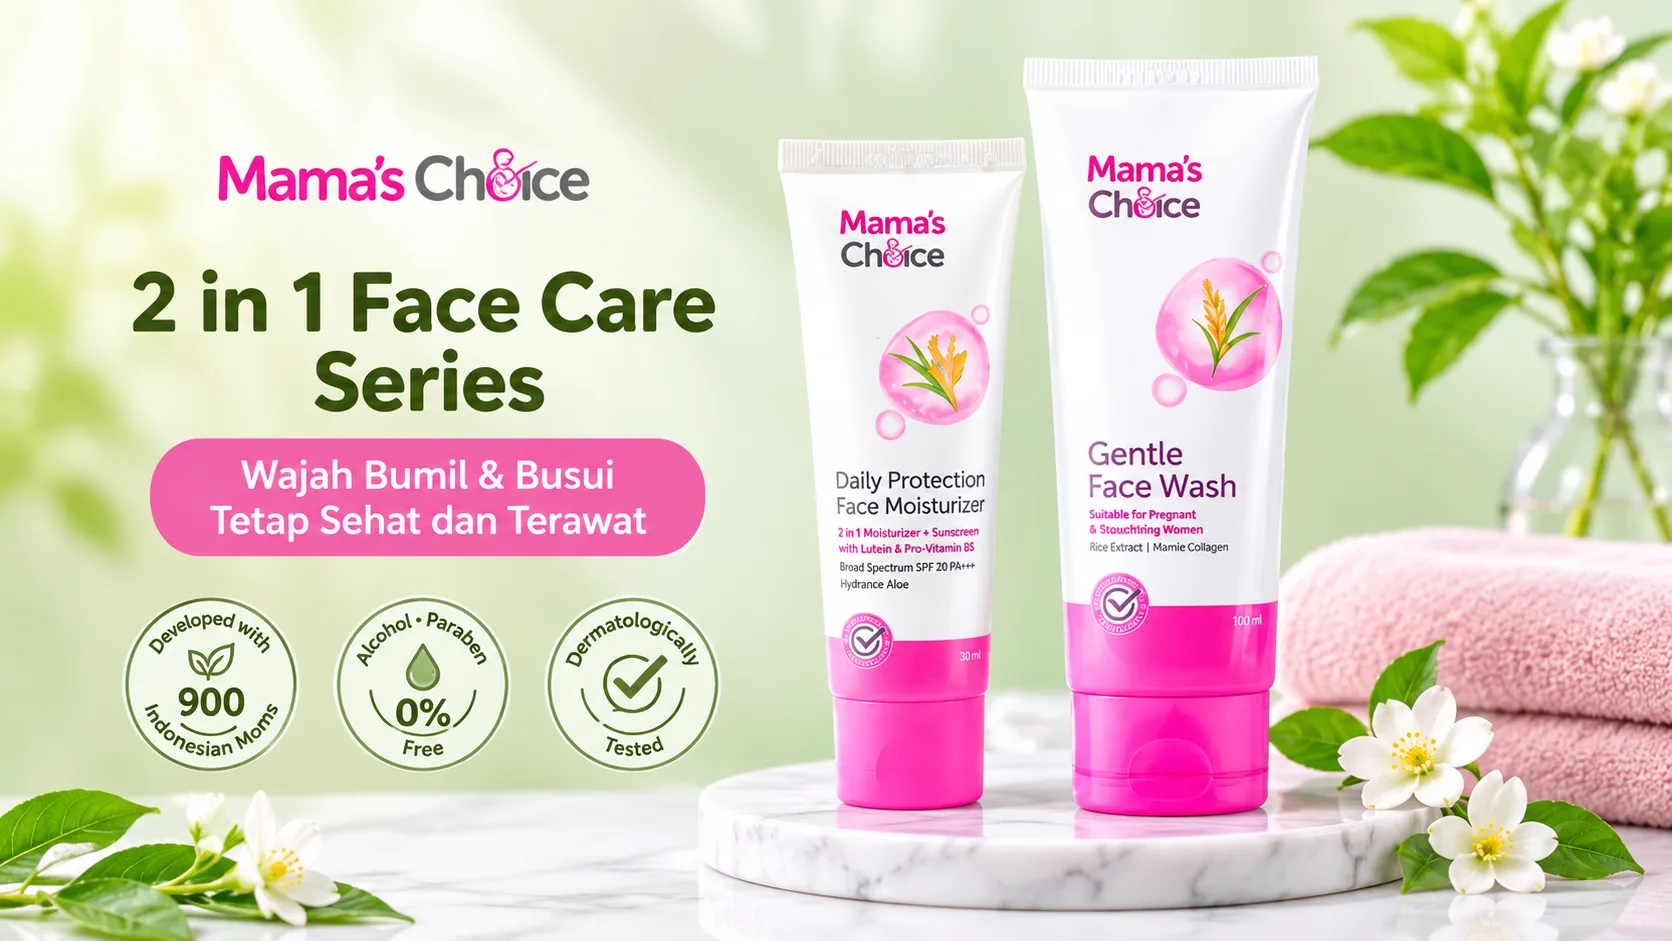 Mama's Choice
2 in 1 Face Care
Series
Wajah Bumil & Busui
Tetap Sehat dan Terawat
Developed with
900
Indonesian Moms
Alcohol • Paraben
0%
Free
Dermatologically
Tested
Mama's
Choice
Daily Protection
Face Moisturizer
2 in 1 Moisturizer + Sunscreen
with Lutein & Pro-Vitamin B5
Broad Spectrum SPF 20 PA+++
Hydrance Aloe
30 ml
Mama's
Choice
Gentle
Face Wash
Suitable for Pregnant
& Stouchtring Women
Rice Extract | Mamie Collagen
100 ml